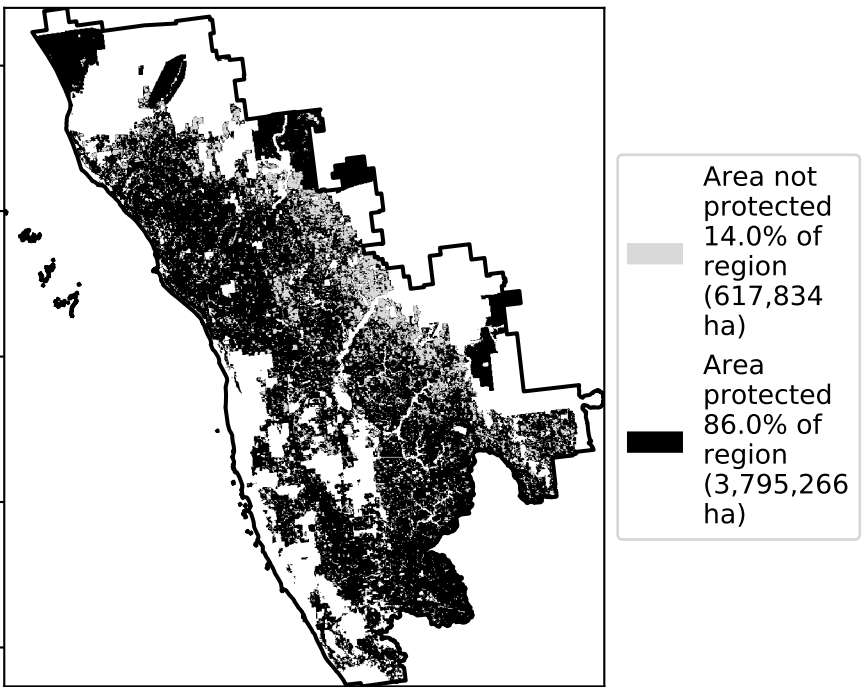 Area not
protected
14.0% of
region
(617,834
ha)
Area
protected
86.0% of
region
(3,795,266
ha)